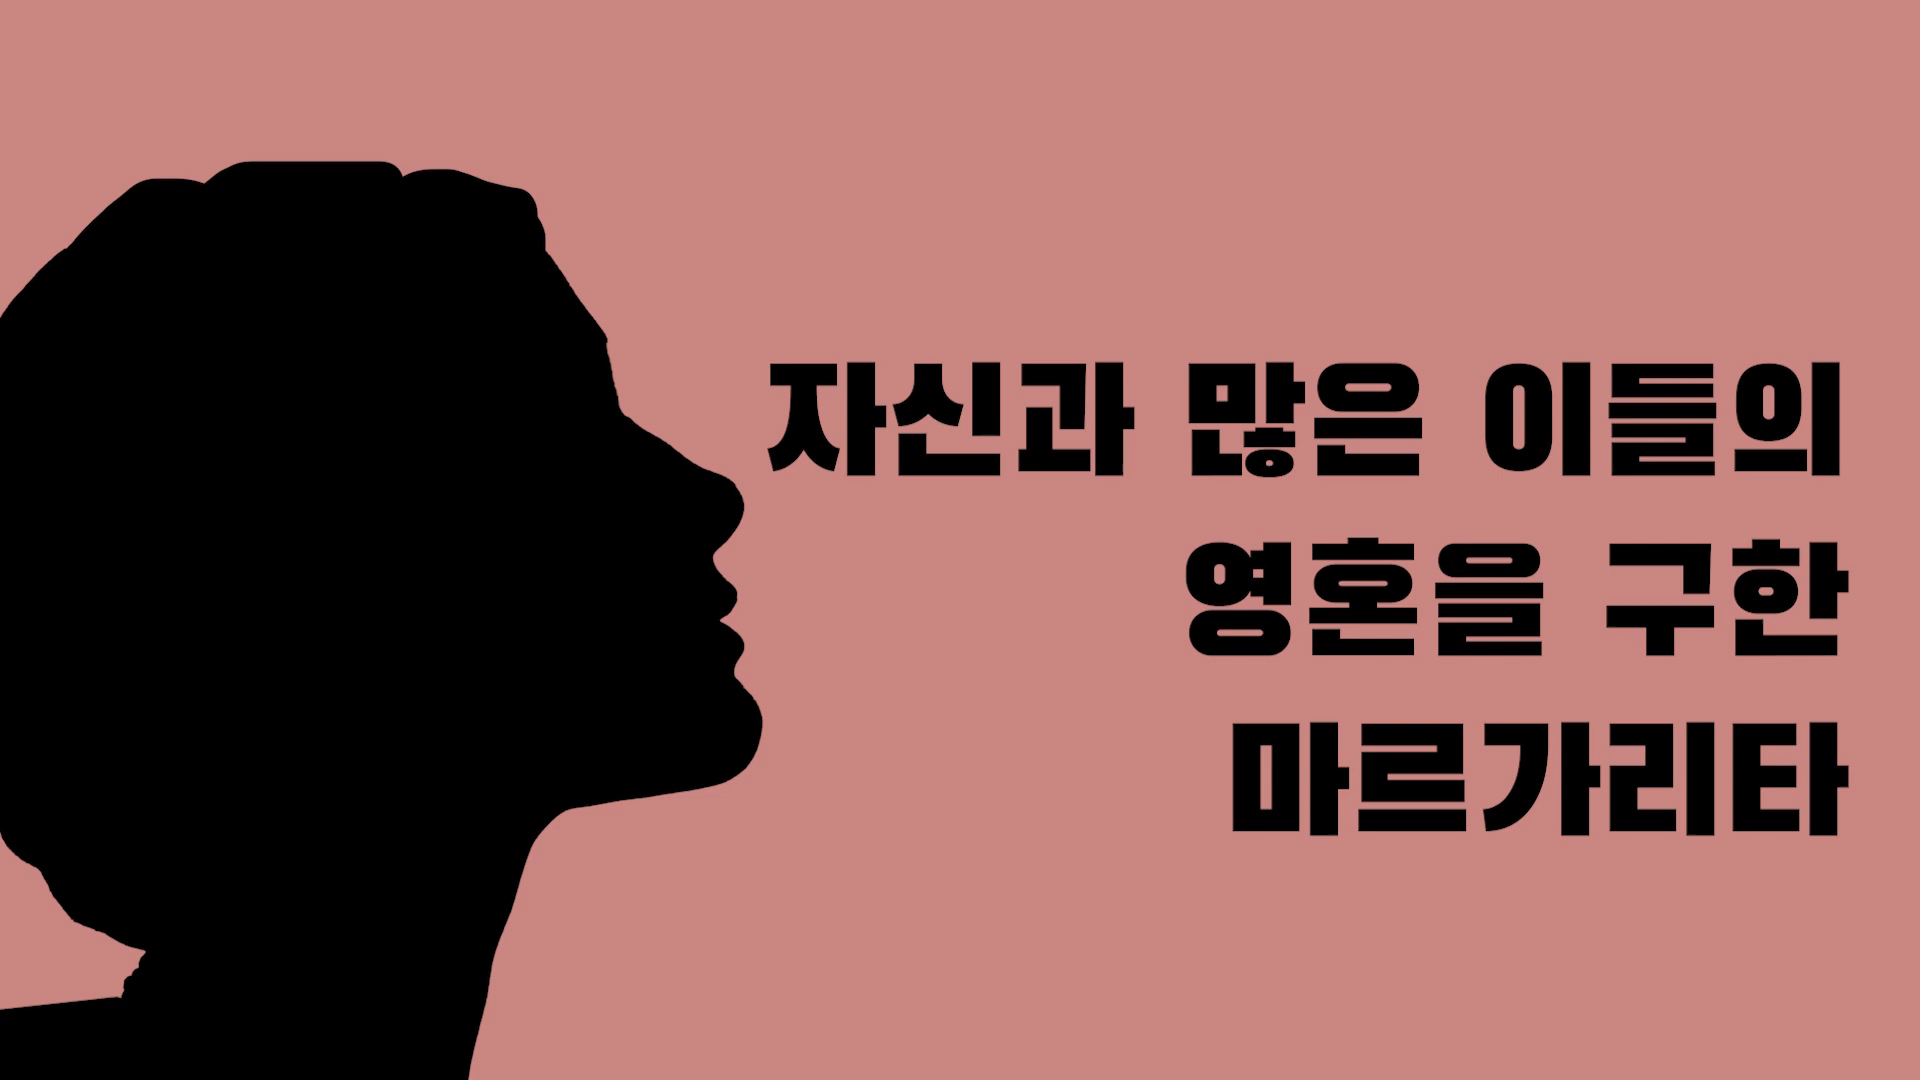 자신과 많은 이들의
영혼을 구한
마르가리타